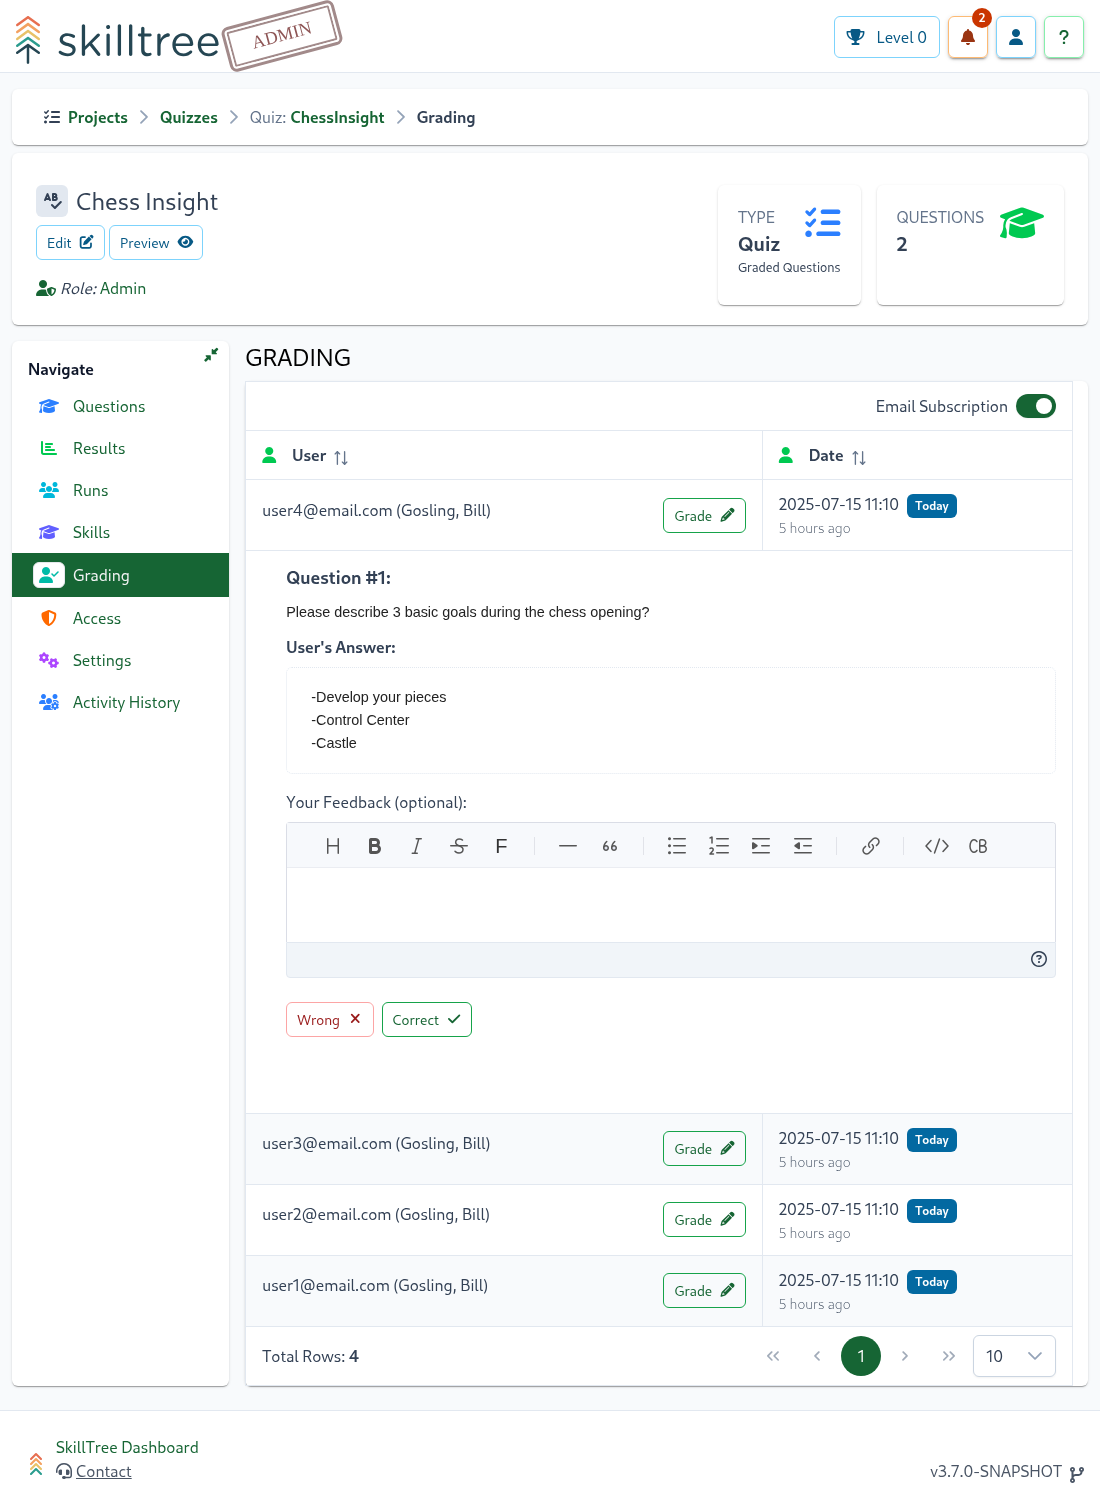 skilltree ADMIN Level 0 2 ?
Projects Quizzes Quiz: ChessInsight Grading
AB Chess Insight
Edit Preview
Role: Admin
TYPE
Quiz
Graded Questions
QUESTIONS
2
Navigate
Questions
Results
Runs
Skills
Grading
Access
Settings
Activity History
GRADING
Email Subscription
User Date
user4@email.com (Gosling, Bill) Grade 2025-07-15 11:10 Today
5 hours ago
Question #1:
Please describe 3 basic goals during the chess opening?
User's Answer:
-Develop your pieces
-Control Center
-Castle
Your Feedback (optional):
H B I S F 66 </> CB
?
Wrong Correct
user3@email.com (Gosling, Bill) Grade 2025-07-15 11:10 Today
5 hours ago
user2@email.com (Gosling, Bill) Grade 2025-07-15 11:10 Today
5 hours ago
user1@email.com (Gosling, Bill) Grade 2025-07-15 11:10 Today
5 hours ago
Total Rows: 4 1 10
SkillTree Dashboard
Contact v3.7.0-SNAPSHOT